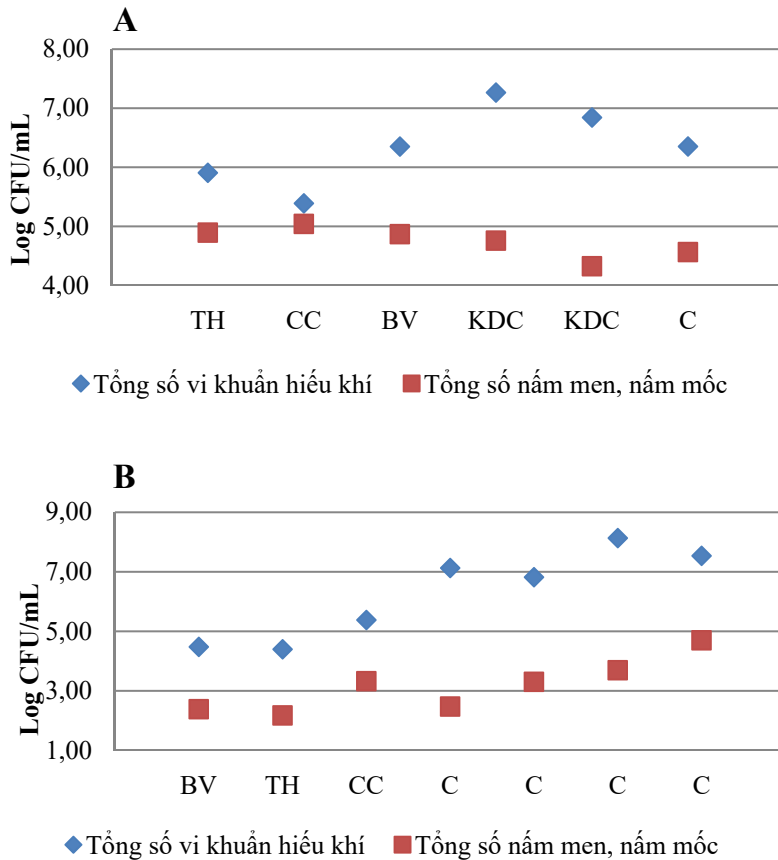 A
8,00
7,00
6,00
5,00
4,00
Log CFU/mL
TH CC BV KDC KDC C
Tổng số vi khuẩn hiếu khí Tổng số nấm men, nấm mốc
B
9,00
7,00
5,00
3,00
1,00
Log CFU/mL
BV TH CC C C C C
Tổng số vi khuẩn hiếu khí Tổng số nấm men, nấm mốc